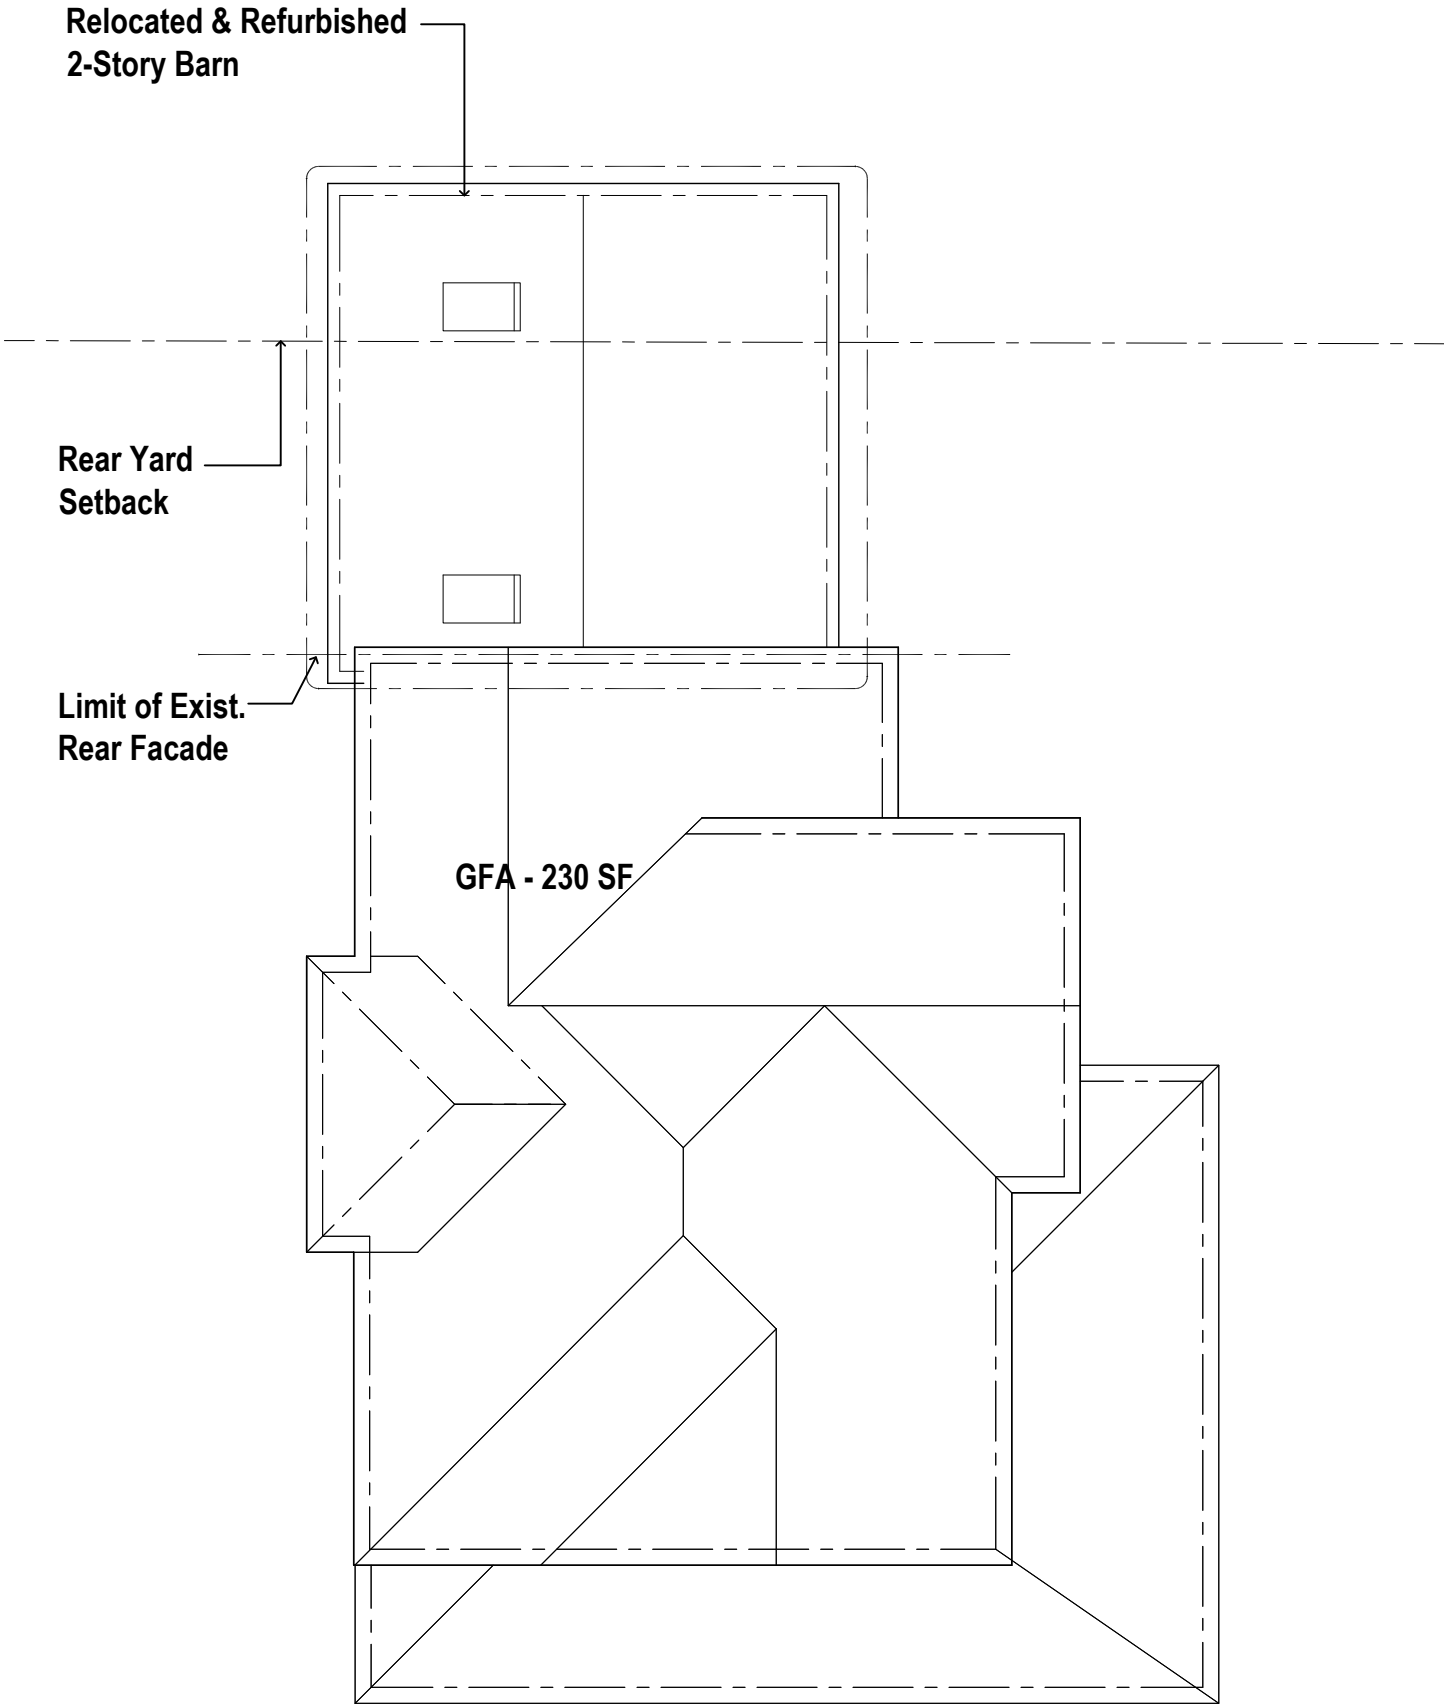 Relocated & Refurbished
2-Story Barn
Rear Yard
Setback
Limit of Exist.
Rear Facade
GFA - 230 SF